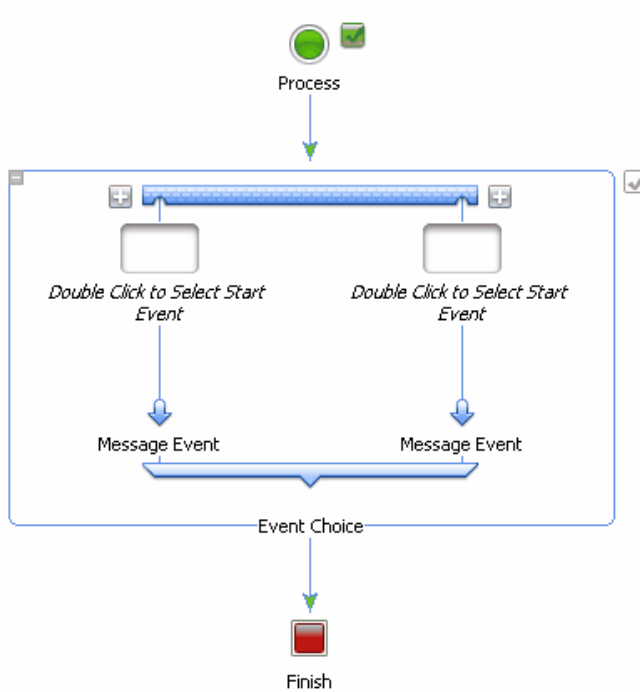 Process
Double Click to Select Start
Event
Double Click to Select Start
Event
Message Event
Message Event
Event Choice
Finish